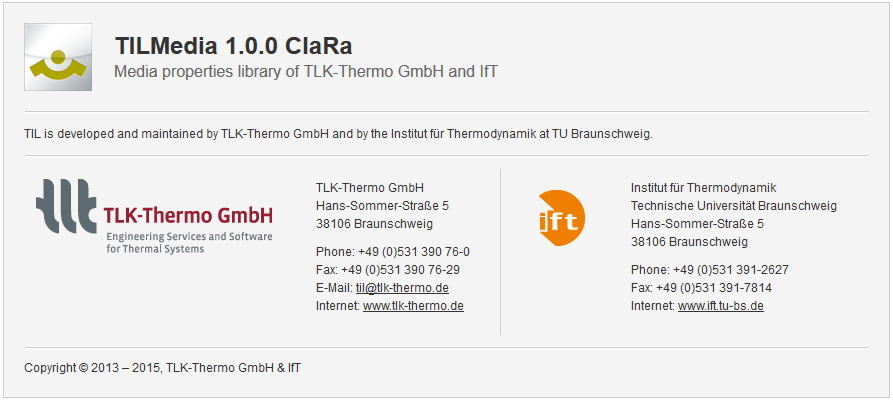 TILMedia 1.0.0 ClaRa
Media properties library of TLK-Thermo GmbH and IfT
TIL is developed and maintained by TLK-Thermo GmbH and by the Institut für Thermodynamik at TU Braunschweig.
tlk
TLK-Thermo GmbH
Engineering Services and Software
for Thermal Systems
TLK-Thermo GmbH
Hans-Sommer-Straße 5
38106 Braunschweig
Phone: +49 (0)531 390 76-0
Fax: +49 (0)531 390 76-29
E-Mail: til@tlk-thermo.de
Internet: www.tlk-thermo.de
ift
Institut für Thermodynamik
Technische Universität Braunschweig
Hans-Sommer-Straße 5
38106 Braunschweig
Phone: +49 (0)531 391-2627
Fax: +49 (0)531 391-7814
Internet: www.ift.tu-bs.de
Copyright © 2013 – 2015, TLK-Thermo GmbH & IfT